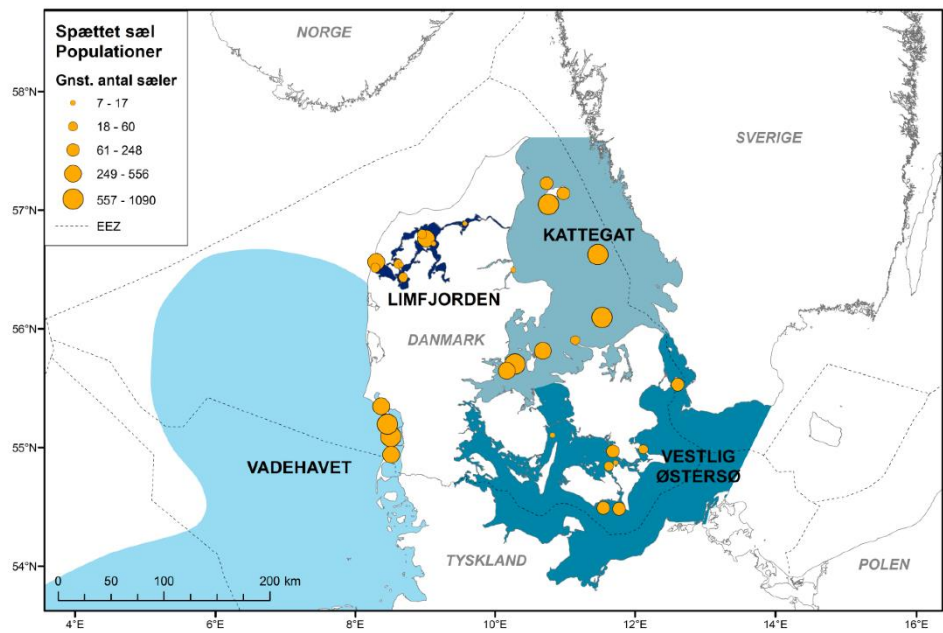 Spættet sæl
Populationer
Gnst. antal sæler
7 - 17
18 - 60
61 - 248
249 - 556
557 - 1090
EEZ
NORGE
SVERIGE
KATTEGAT
LIMFJORDEN
DANMARK
VADEHAVET
VESTLIG
ØSTERSØ
TYSKLAND
POLEN
58°N
57°N
56°N
55°N
54°N
0 50 100 200 km
4°E 6°E 8°E 10°E 12°E 14°E 16°E